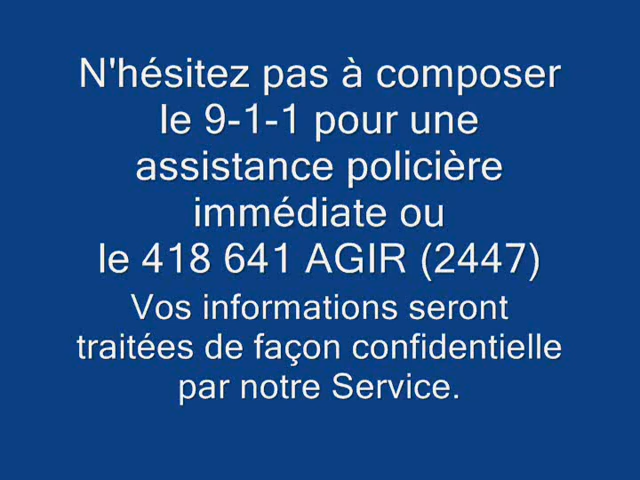 N'hésitez pas à composer
le 9-1-1 pour une
assistance policière
immédiate ou
le 418 641 AGIR (2447)
Vos informations seront
traitées de façon confidentielle
par notre Service.